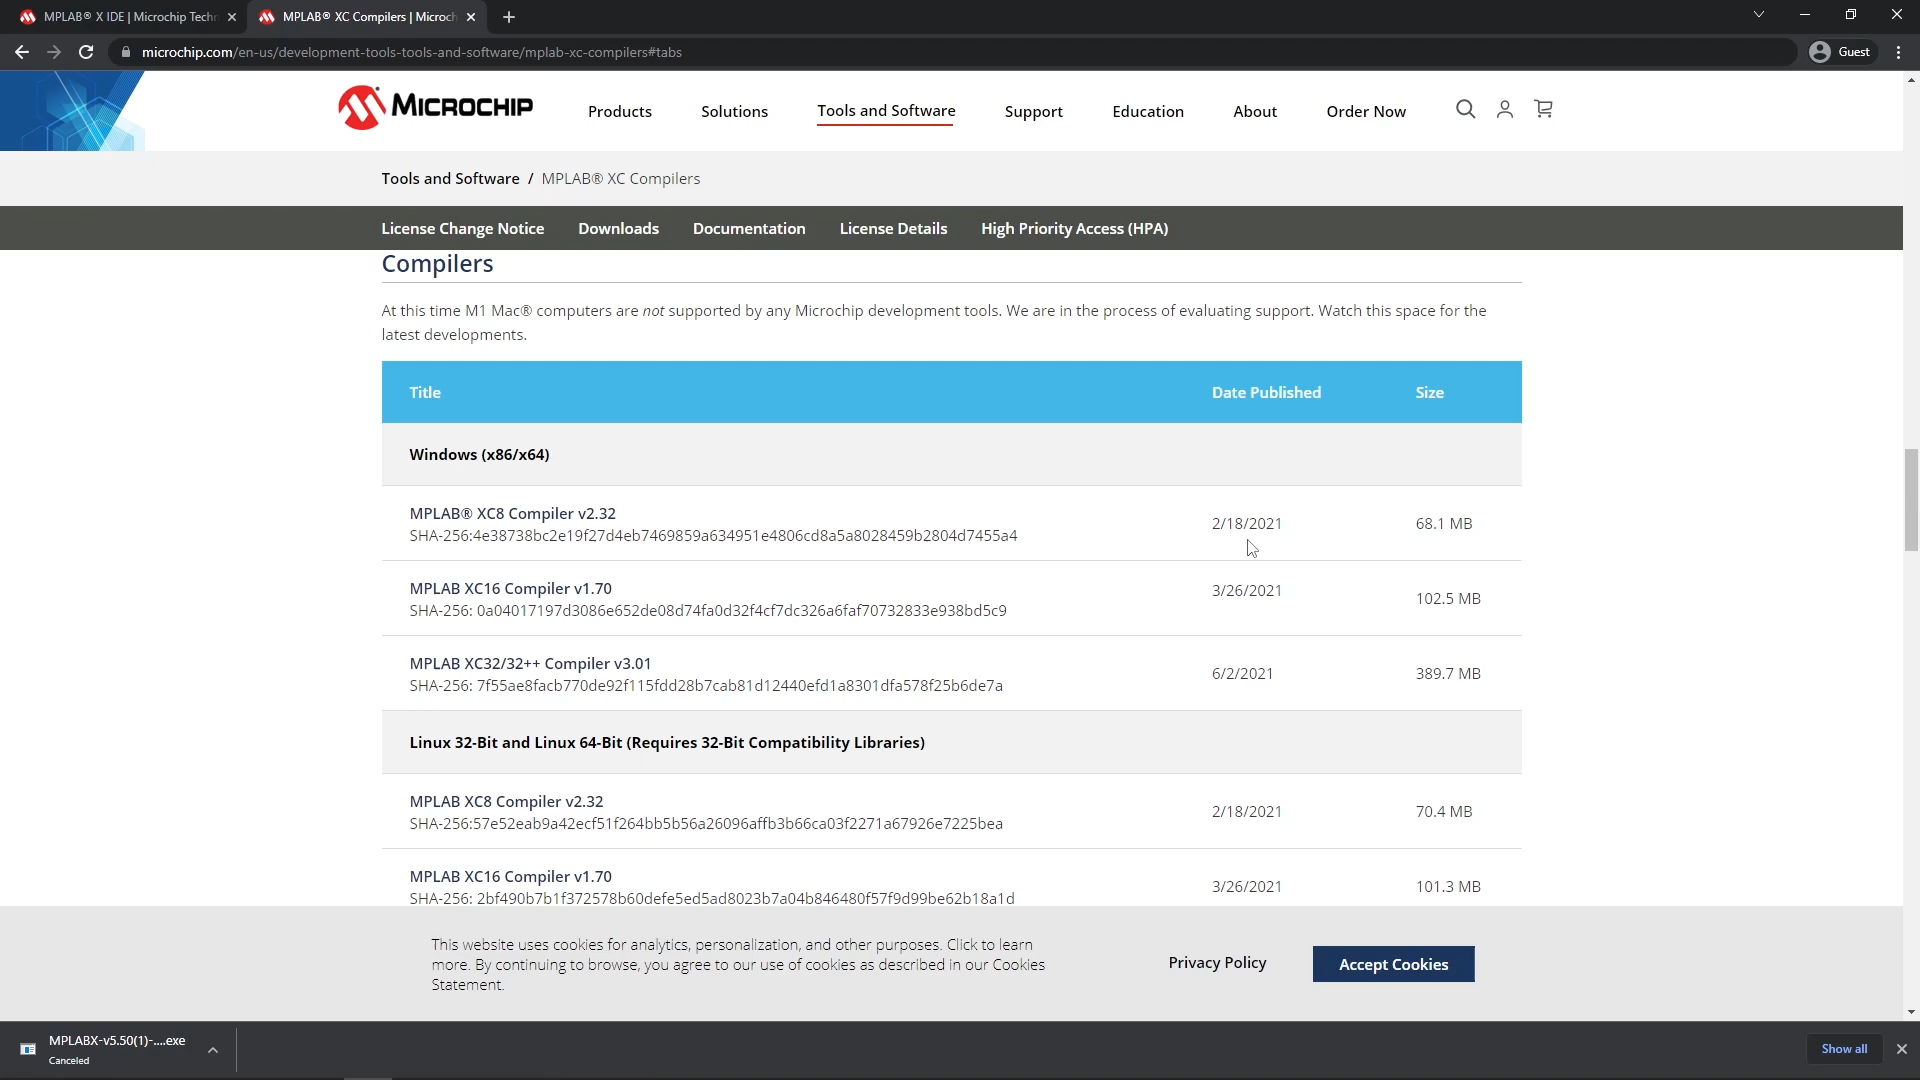 MPLAB® X IDE | Microchip Techn
MPLAB® XC Compilers | Microch
microchip.com/en-us/development-tools-tools-and-software/mplab-xc-compilers#tabs
Guest
MICROCHIP
Products
Solutions
Tools and Software
Support
Education
About
Order Now
Tools and Software / MPLAB® XC Compilers
License Change Notice
Downloads
Documentation
License Details
High Priority Access (HPA)
Compilers
At this time M1 Mac® computers are not supported by any Microchip development tools. We are in the process of evaluating support. Watch this space for the
latest developments.
Title
Date Published
Size
Windows (x86/x64)
MPLAB® XC8 Compiler v2.32
SHA-256:4e38738bc2e19f27d4eb7469859a634951e4806cd8a5a8028459b2804d7455a4
2/18/2021
68.1 MB
MPLAB XC16 Compiler v1.70
SHA-256: 0a04017197d3086e652de08d74fa0d32f4cf7dc326a6faf70732833e938bd5c9
3/26/2021
102.5 MB
MPLAB XC32/32++ Compiler v3.01
SHA-256: 7f55ae8facb770de92f115fdd28b7cab81d12440efd1a8301dfa578f25b6de7a
6/2/2021
389.7 MB
Linux 32-Bit and Linux 64-Bit (Requires 32-Bit Compatibility Libraries)
MPLAB XC8 Compiler v2.32
SHA-256:57e52eab9a42ecf51f264bb5b56a26096affb3b66ca03f2271a67926e7225bea
2/18/2021
70.4 MB
MPLAB XC16 Compiler v1.70
SHA-256: 2bf490b7b1f372578b60defe5ed5ad8023b7a04b846480f57f9d99be62b18a1d
3/26/2021
101.3 MB
This website uses cookies for analytics, personalization, and other purposes. Click to learn
more. By continuing to browse, you agree to our use of cookies as described in our Cookies
Statement.
Privacy Policy
Accept Cookies
MPLABX-v5.50(1)-....exe
Canceled
Show all